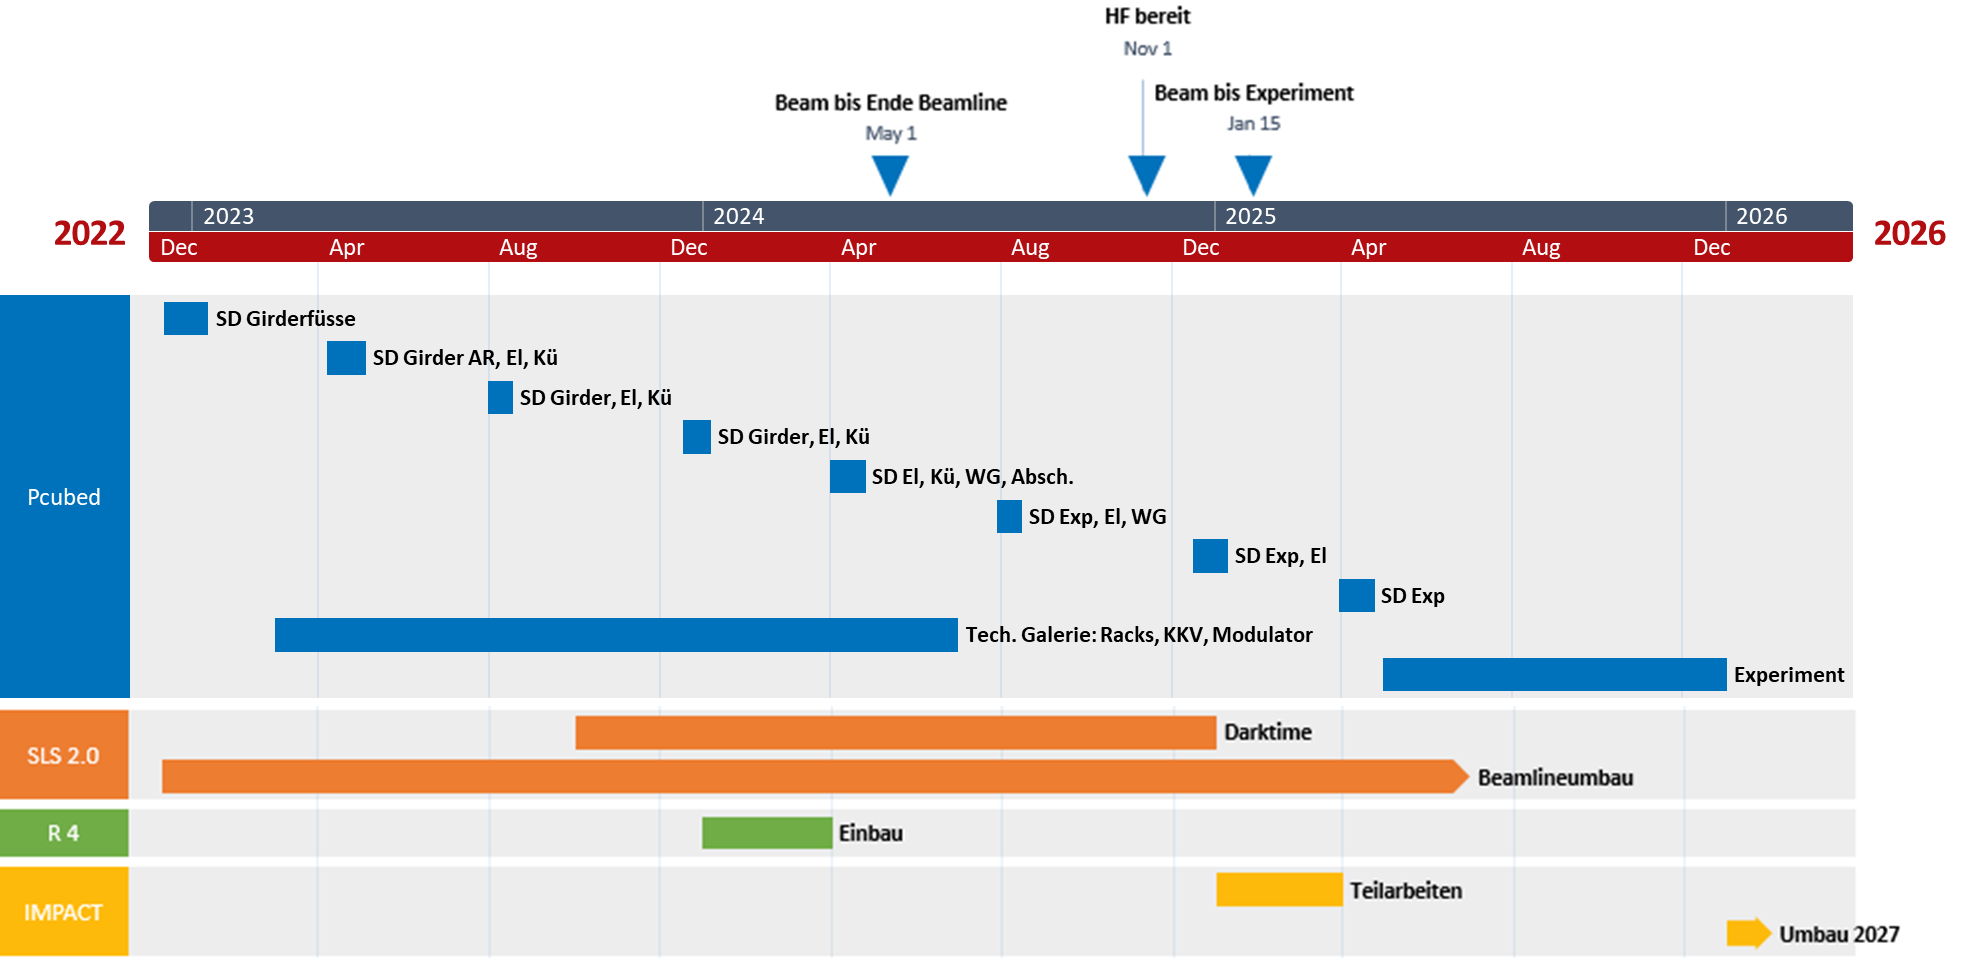 HF bereit
Nov 1
Beam bis Ende Beamline
May 1
Beam bis Experiment
Jan 15
2022
2023 2024 2025 2026
Dec Apr Aug Dec Apr Aug Dec Apr Aug Dec
2026
Pcubed
SD Girderfüsse
SD Girder AR, El, Kü
SD Girder, El, Kü
SD Girder, El, Kü
SD El, Kü, WG, Absch.
SD Exp, El, WG
SD Exp, El
SD Exp
Tech. Galerie: Racks, KKV, Modulator
Experiment
SLS 2.0
Darktime
Beamlineumbau
R 4
Einbau
IMPACT
Teilarbeiten
Umbau 2027